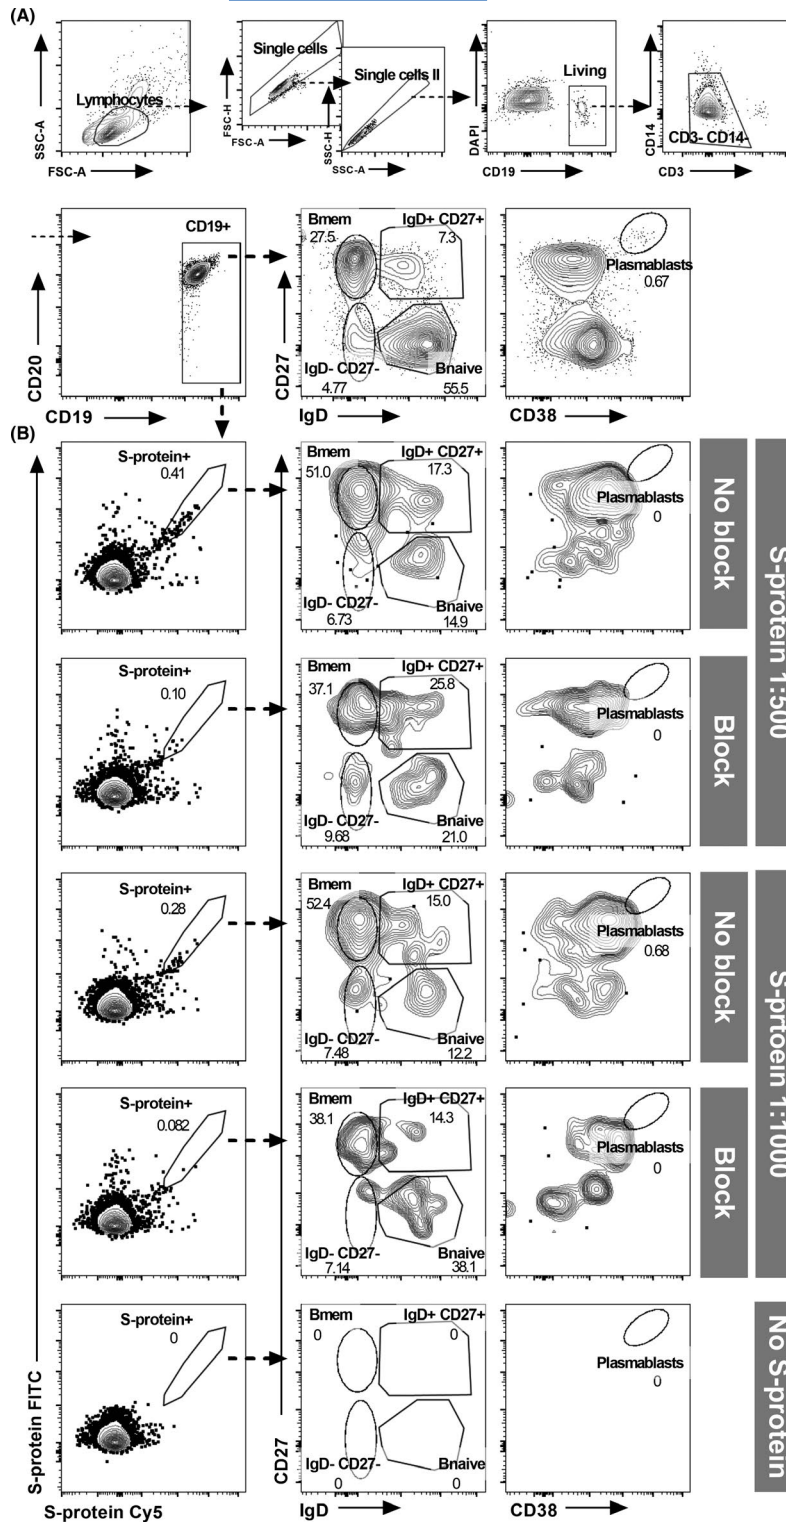 (A)
Single cells
Single cells II
Living
Lymphocytes
CD3- CD14-
SSC-A
FSC-A
FSC-H
FSC-A
SSC-H
SSC-A
DAPI
CD19
CD14
CD3
CD19+
Bmem
27.5
IgD+ CD27+
7.3
Plasmablasts
0.67
IgD- CD27-
4.77
Bnaive
55.5
CD20
CD19
CD27
IgD
CD38
(B)
S-protein+
0.41
Bmem
51.0
IgD+ CD27+
17.3
Plasmablasts
0
IgD- CD27-
6.73
Bnaive
14.9
No block
S-protein 1:500
S-protein+
0.10
Bmem
37.1
IgD+ CD27+
25.8
Plasmablasts
0
IgD- CD27-
9.68
Bnaive
21.0
Block
S-protein+
0.28
Bmem
52.4
IgD+ CD27+
15.0
Plasmablasts
0.68
IgD- CD27-
7.48
Bnaive
12.2
No block
S-prtoein 1:1000
S-protein+
0.082
Bmem
38.1
IgD+ CD27+
14.3
Plasmablasts
0
IgD- CD27-
7.14
Bnaive
38.1
Block
S-protein+
0
Bmem
0
IgD+ CD27+
0
Plasmablasts
0
IgD- CD27-
0
Bnaive
0
No S-protein
S-protein FITC
S-protein Cy5
CD27
IgD
CD38